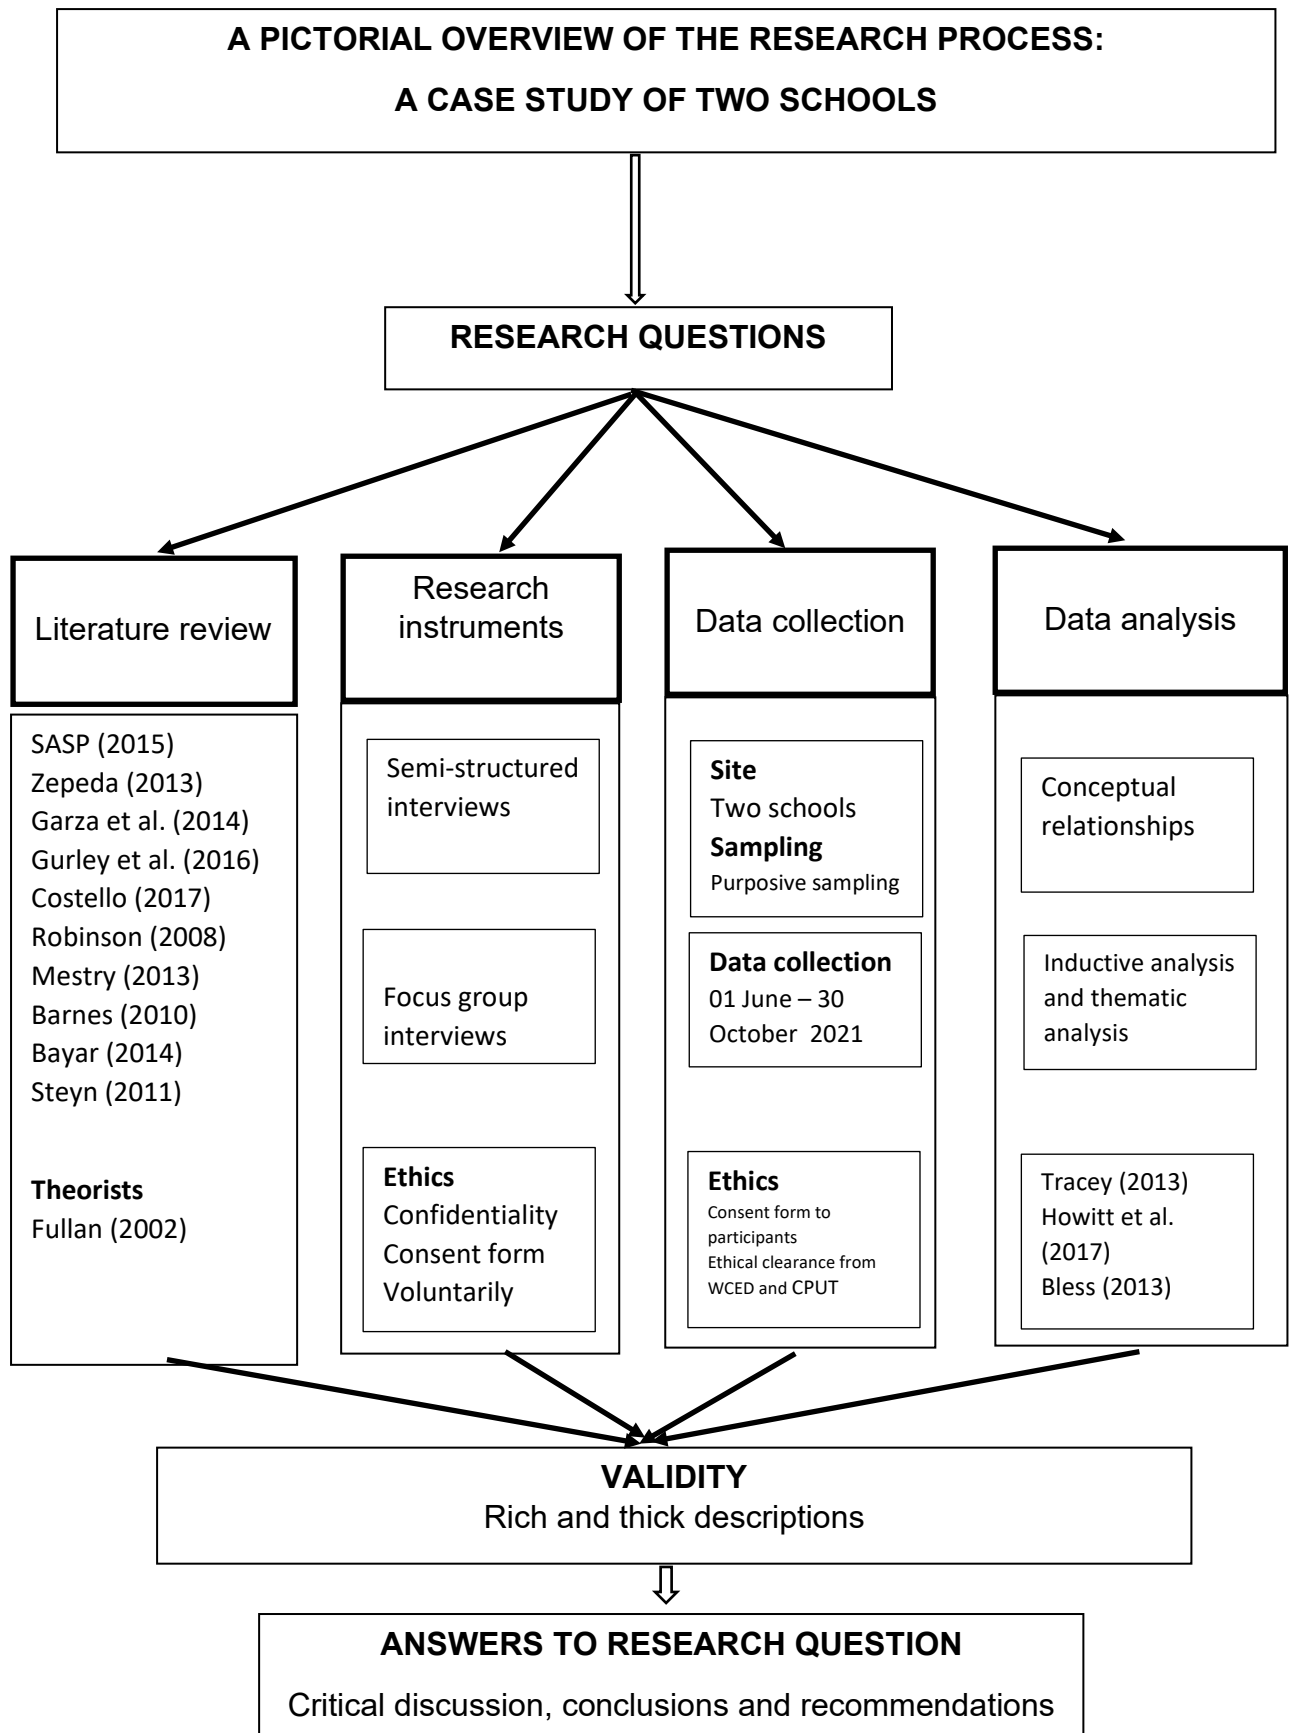 A PICTORIAL OVERVIEW OF THE RESEARCH PROCESS:
A CASE STUDY OF TWO SCHOOLS
RESEARCH QUESTIONS
Literature review
SASP (2015)
Zepeda (2013)
Garza et al. (2014)
Gurley et al. (2016)
Costello (2017)
Robinson (2008)
Mestry (2013)
Barnes (2010)
Bayar (2014)
Steyn (2011)
Theorists
Fullan (2002)
Research
instruments
Semi-structured
interviews
Focus group
interviews
Ethics
Confidentiality
Consent form
Voluntarily
Data collection
Site
Two schools
Sampling
Purposive sampling
Data collection
01 June – 30
October 2021
Ethics
Consent form to
participants
Ethical clearance from
WCED and CPUT
Data analysis
Conceptual
relationships
Inductive analysis
and thematic
analysis
Tracey (2013)
Howitt et al.
(2017)
Bless (2013)
VALIDITY
Rich and thick descriptions
ANSWERS TO RESEARCH QUESTION
Critical discussion, conclusions and recommendations